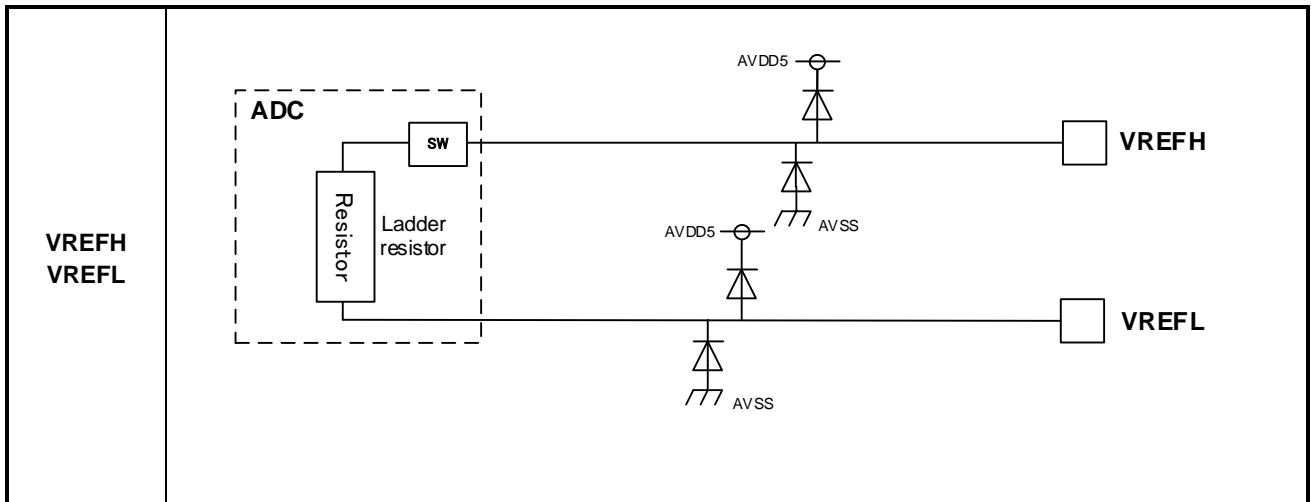 VREFH
VREFL
ADC
SW
Resistor
Ladder
resistor
AVDD5
AVSS
VREFH
AVDD5
AVSS
VREFL